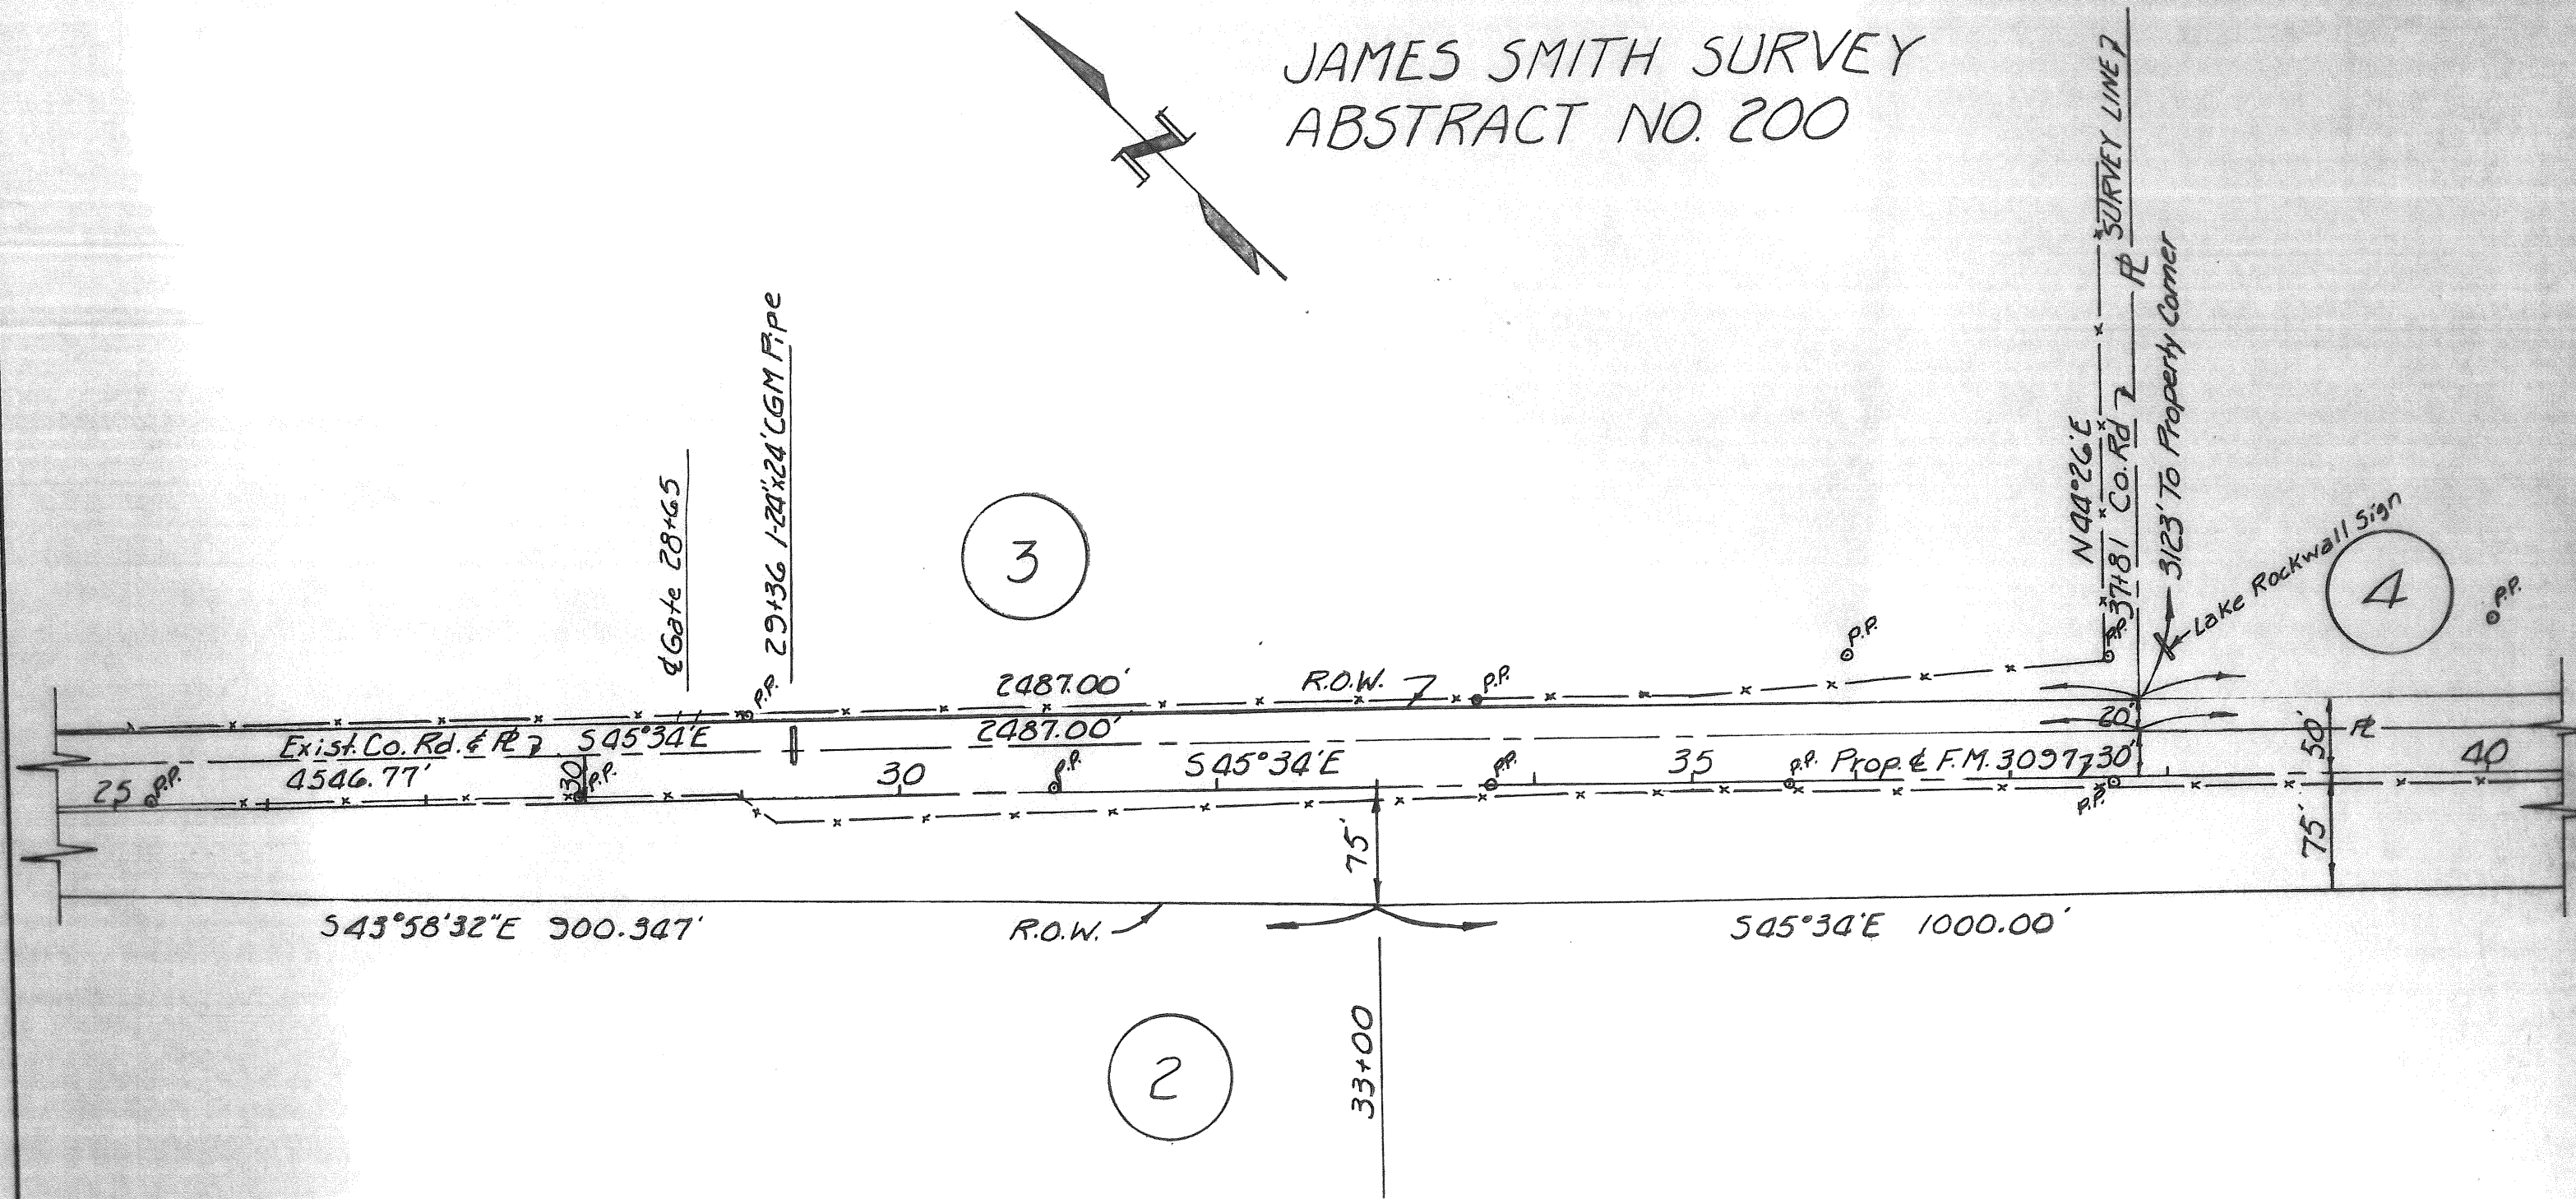 JAMES SMITH SURVEY
ABSTRACT NO. 200
SURVEY LINE
PL
3123' To Property Corner
N44°26'E
37+81 Co. Rd
P.P.
Lake Rockwall Sign
4
P.P.
℄ Gate 28+65
29+36 1-24"x24' CGM Pipe
P.P.
3
2487.00'
R.O.W.
P.P.
P.P.
Exist. Co. Rd. ℄ PL S45°34'E
2487.00'
20'
50'
PL
4546.77'
30
P.P.
30
P.P.
S45°34'E
P.P.
35
P.P.
Prop. ℄ F.M. 3097
30'
40
25
P.P.
P.P.
75'
75'
S43°58'32"E 900.347'
R.O.W.
S45°34'E 1000.00'
33+00
2